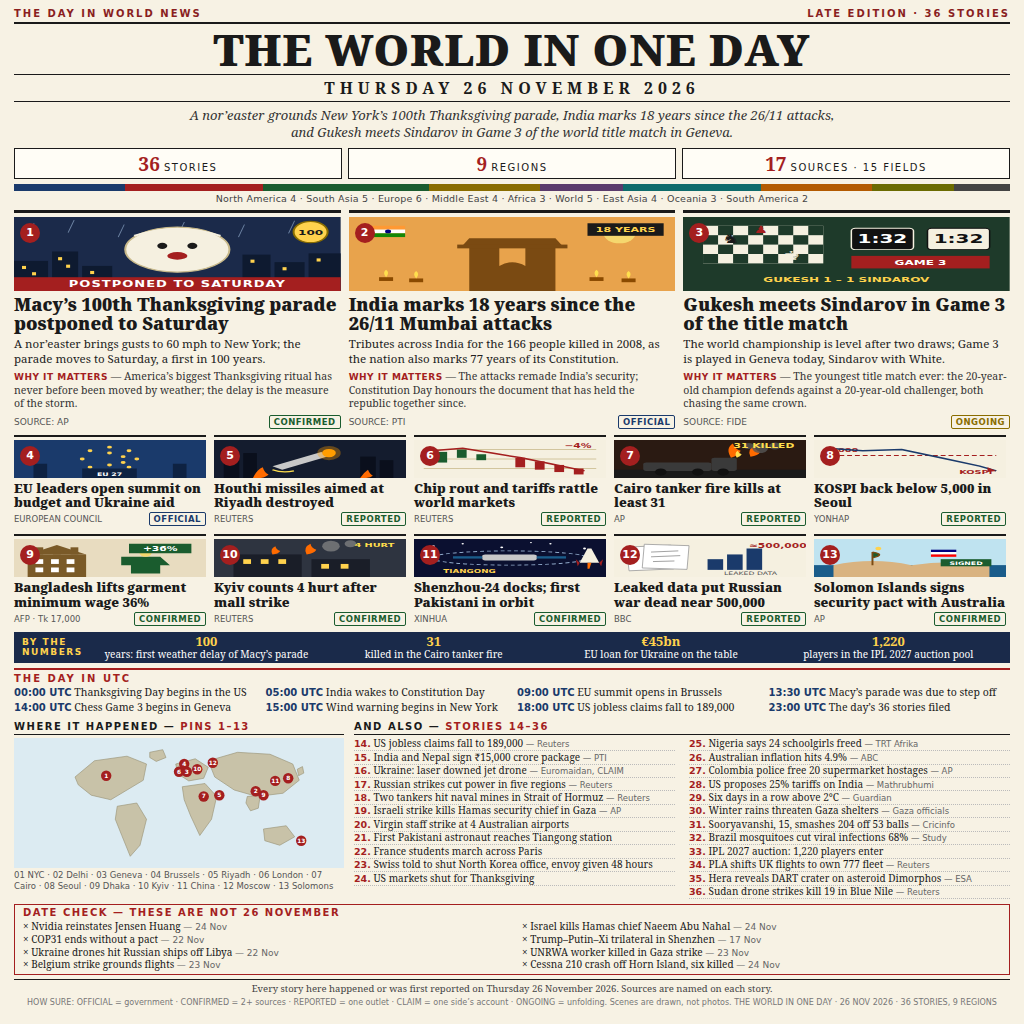 THE DAY IN WORLD NEWS
LATE EDITION · 36 STORIES
THE WORLD IN ONE DAY
THURSDAY 26 NOVEMBER 2026
A nor’easter grounds New York’s 100th Thanksgiving parade, India marks 18 years since the 26/11 attacks,
and Gukesh meets Sindarov in Game 3 of the world title match in Geneva.
36 STORIES
9 REGIONS
17 SOURCES · 15 FIELDS
North America 4 · South Asia 5 · Europe 6 · Middle East 4 · Africa 3 · World 5 · East Asia 4 · Oceania 3 · South America 2
1
100
POSTPONED TO SATURDAY
Macy’s 100th Thanksgiving parade
postponed to Saturday
A nor’easter brings gusts to 60 mph to New York; the
parade moves to Saturday, a first in 100 years.
WHY IT MATTERS — America’s biggest Thanksgiving ritual has
never before been moved by weather; the delay is the measure
of the storm.
SOURCE: AP
CONFIRMED
2
18 YEARS
India marks 18 years since the
26/11 Mumbai attacks
Tributes across India for the 166 people killed in 2008, as
the nation also marks 77 years of its Constitution.
WHY IT MATTERS — The attacks remade India’s security;
Constitution Day honours the document that has held the
republic together since.
SOURCE: PTI
OFFICIAL
3
1:32
1:32
GAME 3
GUKESH 1 – 1 SINDAROV
Gukesh meets Sindarov in Game 3
of the title match
The world championship is level after two draws; Game 3
is played in Geneva today, Sindarov with White.
WHY IT MATTERS — The youngest title match ever: the 20-year-
old champion defends against a 20-year-old challenger, both
chasing the same crown.
SOURCE: FIDE
ONGOING
4
EU 27
EU leaders open summit on
budget and Ukraine aid
EUROPEAN COUNCIL
OFFICIAL
5
Houthi missiles aimed at
Riyadh destroyed
REUTERS
REPORTED
6
−4%
Chip rout and tariffs rattle
world markets
REUTERS
REPORTED
7
31 KILLED
Cairo tanker fire kills at
least 31
AP
REPORTED
8
KOSPI
KOSPI back below 5,000 in
Seoul
YONHAP
REPORTED
9
+36%
Bangladesh lifts garment
minimum wage 36%
AFP · Tk 17,000
CONFIRMED
10
4 HURT
Kyiv counts 4 hurt after
mall strike
REUTERS
CONFIRMED
11
TIANGONG
Shenzhou-24 docks; first
Pakistani in orbit
XINHUA
CONFIRMED
12
≈500,000
LEAKED DATA
Leaked data put Russian
war dead near 500,000
BBC
REPORTED
13
SIGNED
Solomon Islands signs
security pact with Australia
AP
CONFIRMED
BY THE
NUMBERS
100
years: first weather delay of Macy’s parade
31
killed in the Cairo tanker fire
€45bn
EU loan for Ukraine on the table
1,220
players in the IPL 2027 auction pool
THE DAY IN UTC
00:00 UTC Thanksgiving Day begins in the US
05:00 UTC India wakes to Constitution Day
09:00 UTC EU summit opens in Brussels
13:30 UTC Macy’s parade was due to step off
14:00 UTC Chess Game 3 begins in Geneva
15:00 UTC Wind warning begins in New York
18:00 UTC US jobless claims fall to 189,000
23:00 UTC The day’s 36 stories filed
WHERE IT HAPPENED — PINS 1–13
1
4
6
3
10
12
7
5
2
9
11
8
13
01 NYC · 02 Delhi · 03 Geneva · 04 Brussels · 05 Riyadh · 06 London · 07
Cairo · 08 Seoul · 09 Dhaka · 10 Kyiv · 11 China · 12 Moscow · 13 Solomons
AND ALSO — STORIES 14–36
14. US jobless claims fall to 189,000 — Reuters
15. India and Nepal sign ₹15,000 crore package — PTI
16. Ukraine: laser downed jet drone — Euromaidan, CLAIM
17. Russian strikes cut power in five regions — Reuters
18. Two tankers hit naval mines in Strait of Hormuz — Reuters
19. Israeli strike kills Hamas security chief in Gaza — AP
20. Virgin staff strike at 4 Australian airports
21. First Pakistani astronaut reaches Tiangong station
22. France students march across Paris
23. Swiss told to shut North Korea office, envoy given 48 hours
24. US markets shut for Thanksgiving
25. Nigeria says 24 schoolgirls freed — TRT Afrika
26. Australian inflation hits 4.9% — ABC
27. Colombia police free 20 supermarket hostages — AP
28. US proposes 25% tariffs on India — Mathrubhumi
29. Six days in a row above 2°C — Guardian
30. Winter rains threaten Gaza shelters — Gaza officials
31. Sooryavanshi, 15, smashes 204 off 53 balls — Cricinfo
32. Brazil mosquitoes cut viral infections 68% — Study
33. IPL 2027 auction: 1,220 players enter
34. PLA shifts UK flights to own 777 fleet — Reuters
35. Hera reveals DART crater on asteroid Dimorphos — ESA
36. Sudan drone strikes kill 19 in Blue Nile — Reuters
DATE CHECK — THESE ARE NOT 26 NOVEMBER
× Nvidia reinstates Jensen Huang — 24 Nov
× COP31 ends without a pact — 22 Nov
× Ukraine drones hit Russian ships off Libya — 22 Nov
× Belgium strike grounds flights — 23 Nov
× Israel kills Hamas chief Naeem Abu Nahal — 24 Nov
× Trump–Putin–Xi trilateral in Shenzhen — 17 Nov
× UNRWA worker killed in Gaza strike — 23 Nov
× Cessna 210 crash off Horn Island, six killed — 24 Nov
Every story here happened or was first reported on Thursday 26 November 2026. Sources are named on each story.
HOW SURE: OFFICIAL = government · CONFIRMED = 2+ sources · REPORTED = one outlet · CLAIM = one side’s account · ONGOING = unfolding. Scenes are drawn, not photos. THE WORLD IN ONE DAY · 26 NOV 2026 · 36 STORIES, 9 REGIONS